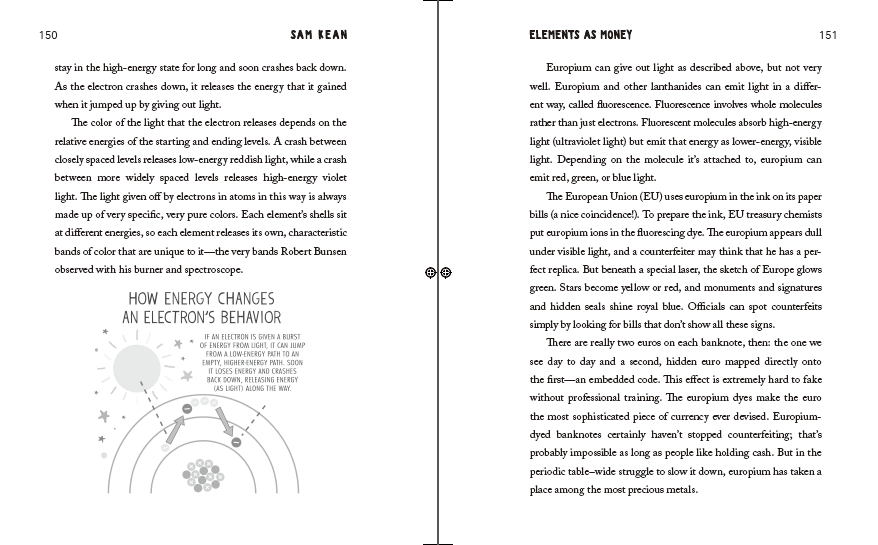 150
SAM KEAN
stay in the high-energy state for long and soon crashes back down.
As the electron crashes down, it releases the energy that it gained
when it jumped up by giving out light.
The color of the light that the electron releases depends on the
relative energies of the starting and ending levels. A crash between
closely spaced levels releases low-energy reddish light, while a crash
between more widely spaced levels releases high-energy violet
light. The light given off by electrons in atoms in this way is always
made up of very specific, very pure colors. Each element's shells sit
at different energies, so each element releases its own, characteristic
bands of color that are unique to it—the very bands Robert Bunsen
observed with his burner and spectroscope.
HOW ENERGY CHANGES
AN ELECTRON'S BEHAVIOR
IF AN ELECTRON IS GIVEN A BURST
OF ENERGY FROM LIGHT, IT CAN JUMP
FROM A LOW-ENERGY PATH TO AN
EMPTY, HIGHER-ENERGY PATH. SOON
IT LOSES ENERGY AND CRASHES
BACK DOWN, RELEASING ENERGY
(AS LIGHT) ALONG THE WAY.
ELEMENTS AS MONEY
151
Europium can give out light as described above, but not very
well. Europium and other lanthanides can emit light in a differ-
ent way, called fluorescence. Fluorescence involves whole molecules
rather than just electrons. Fluorescent molecules absorb high-energy
light (ultraviolet light) but emit that energy as lower-energy, visible
light. Depending on the molecule it's attached to, europium can
emit red, green, or blue light.
The European Union (EU) uses europium in the ink on its paper
bills (a nice coincidence!). To prepare the ink, EU treasury chemists
put europium ions in the fluorescing dye. The europium appears dull
under visible light, and a counterfeiter may think that he has a per-
fect replica. But beneath a special laser, the sketch of Europe glows
green. Stars become yellow or red, and monuments and signatures
and hidden seals shine royal blue. Officials can spot counterfeits
simply by looking for bills that don't show all these signs.
There are really two euros on each banknote, then: the one we
see day to day and a second, hidden euro mapped directly onto
the first—an embedded code. This effect is extremely hard to fake
without professional training. The europium dyes make the euro
the most sophisticated piece of currency ever devised. Europium-
dyed banknotes certainly haven't stopped counterfeiting; that's
probably impossible as long as people like holding cash. But in the
periodic table–wide struggle to slow it down, europium has taken a
place among the most precious metals.